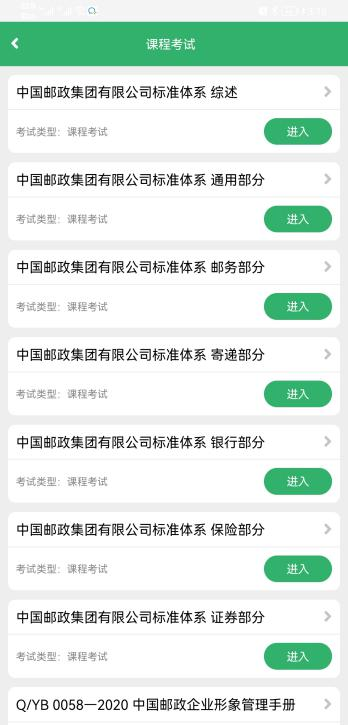 课程考试
中国邮政集团有限公司标准体系 综述
考试类型：课程考试
进入
中国邮政集团有限公司标准体系 通用部分
考试类型：课程考试
进入
中国邮政集团有限公司标准体系 邮务部分
考试类型：课程考试
进入
中国邮政集团有限公司标准体系 寄递部分
考试类型：课程考试
进入
中国邮政集团有限公司标准体系 银行部分
考试类型：课程考试
进入
中国邮政集团有限公司标准体系 保险部分
考试类型：课程考试
进入
中国邮政集团有限公司标准体系 证券部分
考试类型：课程考试
进入
Q/YB 0058—2020 中国邮政企业形象管理手册